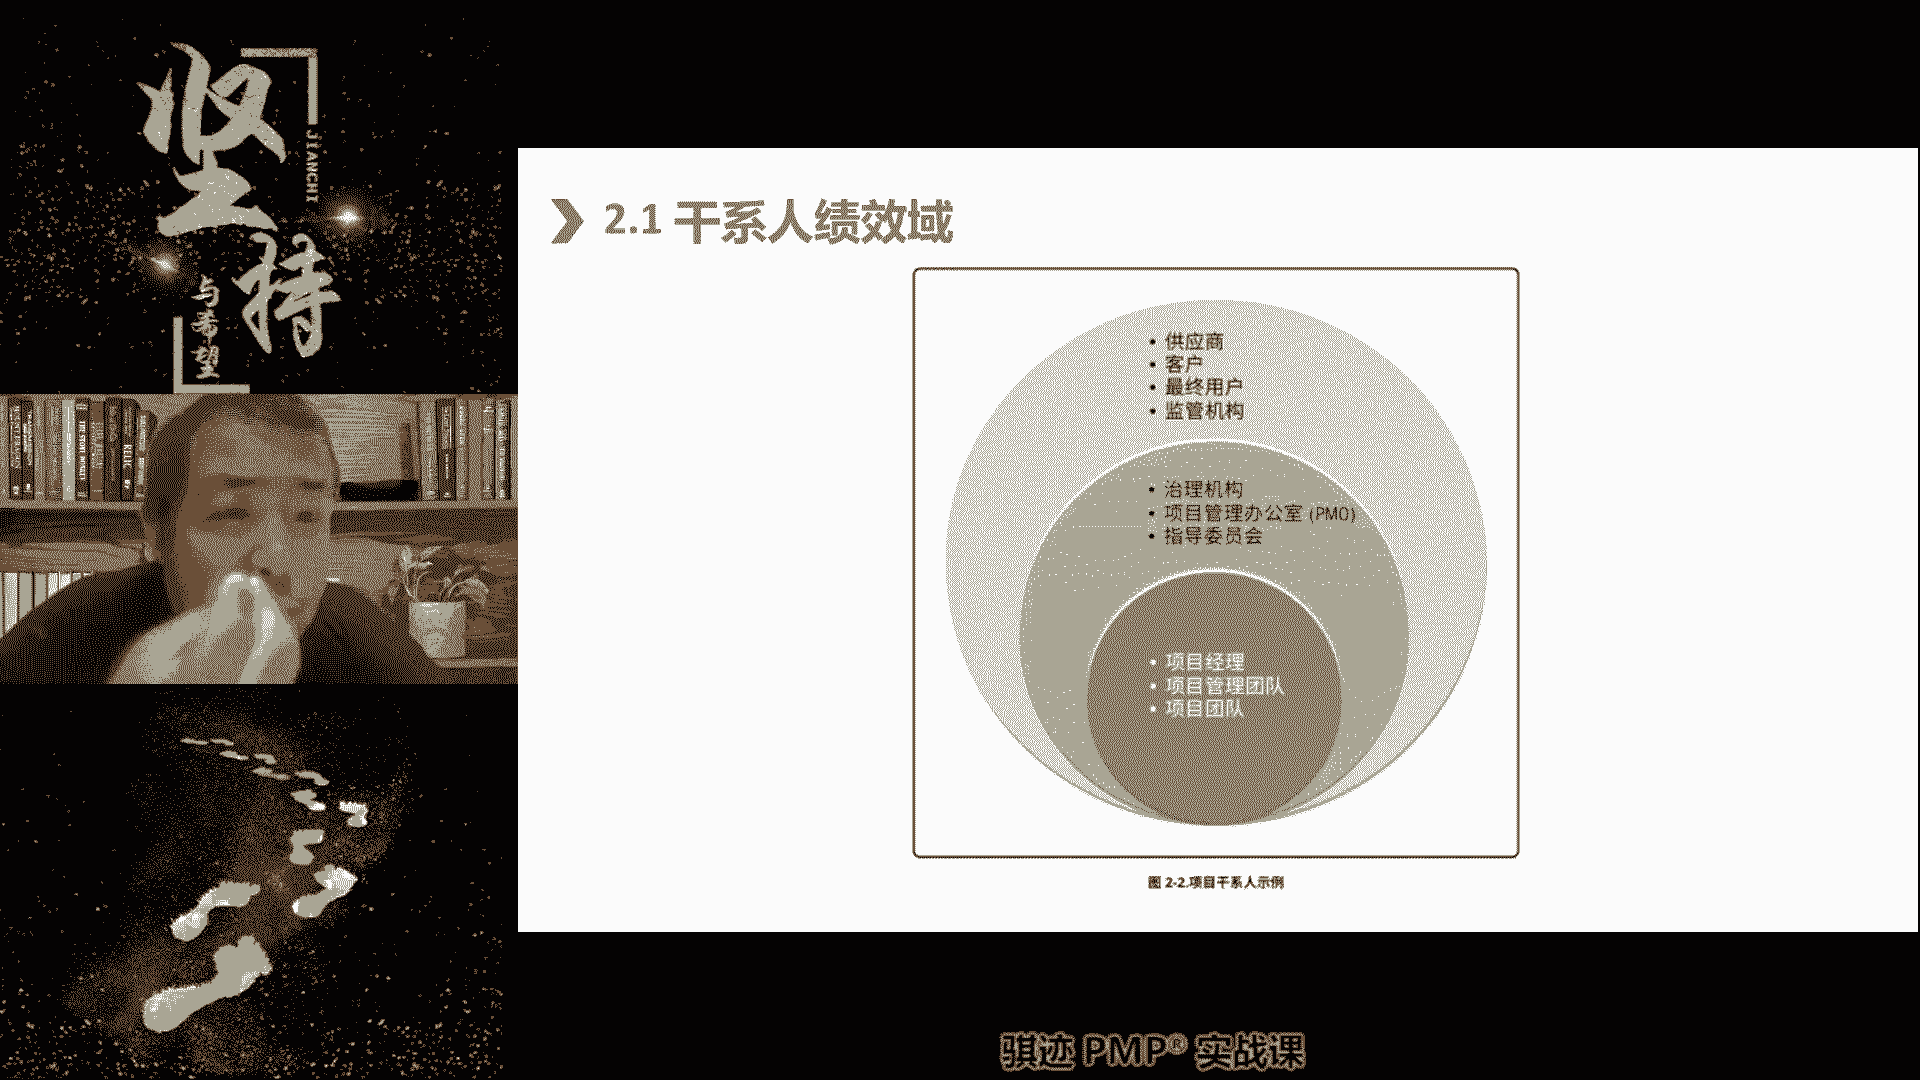 坚持
JIANCHI
与希望
2.1 干系人绩效域
• 供应商
• 客户
• 最终用户
• 监管机构
• 治理机构
• 项目管理办公室 (PMO)
• 指导委员会
• 项目经理
• 项目管理团队
• 项目团队
图 2-2.项目干系人示例
骐迹 PMP® 实战课